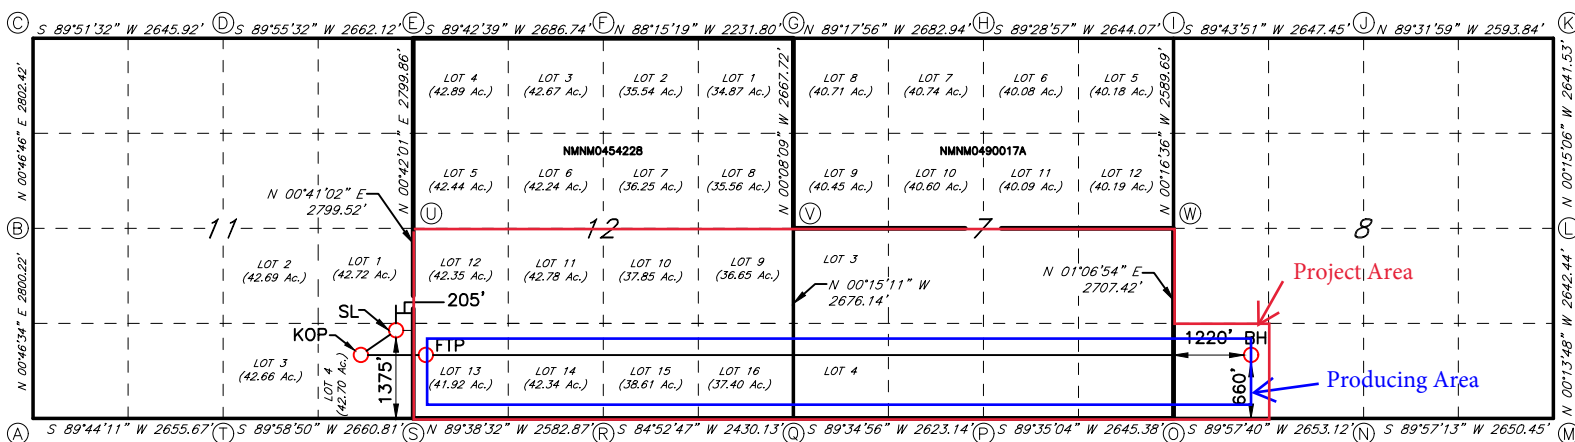 C S 89°51'32" W 2645.92' D S 89°55'32" W 2662.12' E S 89°42'39" W 2686.74' F N 88°15'19" W 2231.80' G N 89°17'56" W 2682.94' H S 89°28'57" W 2644.07' I S 89°43'51" W 2647.45' J N 89°31'59" W 2593.84' K
N 00°46'46" E 2802.42'
N 00°42'01" E 2799.86'
LOT 4
(42.89 Ac.)
LOT 3
(42.67 Ac.)
LOT 2
(35.54 Ac.)
LOT 1
(34.87 Ac.)
N 00°08'09" W 2667.72'
LOT 8
(40.71 Ac.)
LOT 7
(40.74 Ac.)
LOT 6
(40.08 Ac.)
LOT 5
(40.18 Ac.)
N 00°16'36" W 2589.69'
N 00°15'06" W 2641.53'
NMNM0454228
NMNM0490017A
LOT 5
(42.44 Ac.)
LOT 6
(42.24 Ac.)
LOT 7
(36.25 Ac.)
LOT 8
(35.56 Ac.)
LOT 9
(40.45 Ac.)
LOT 10
(40.60 Ac.)
LOT 11
(40.09 Ac.)
LOT 12
(40.19 Ac.)
N 00°41'02" E
2799.52'
U
V
W
B
11
12
7
8
L
LOT 2
(42.69 Ac.)
LOT 1
(42.72 Ac.)
LOT 12
(42.35 Ac.)
LOT 11
(42.78 Ac.)
LOT 10
(37.85 Ac.)
LOT 9
(36.65 Ac.)
LOT 3
N 00°15'11" W
2676.14'
N 01°06'54" E
2707.42'
Project Area
N 00°46'34" E 2800.22'
N 00°13'48" W 2642.44'
205'
SL
KOP
FTP
1220'
BH
LOT 3
(42.66 Ac.)
LOT 4
(42.70 Ac.)
1375'
LOT 13
(41.92 Ac.)
LOT 14
(42.34 Ac.)
LOT 15
(38.61 Ac.)
LOT 16
(37.40 Ac.)
LOT 4
660'
Producing Area
A S 89°44'11" W 2655.67' T S 89°58'50" W 2660.81' S N 89°38'32" W 2582.87' R S 84°52'47" W 2430.13' Q S 89°34'56" W 2623.14' P S 89°35'04" W 2645.38' O S 89°57'40" W 2653.12' N S 89°57'13" W 2650.45' M